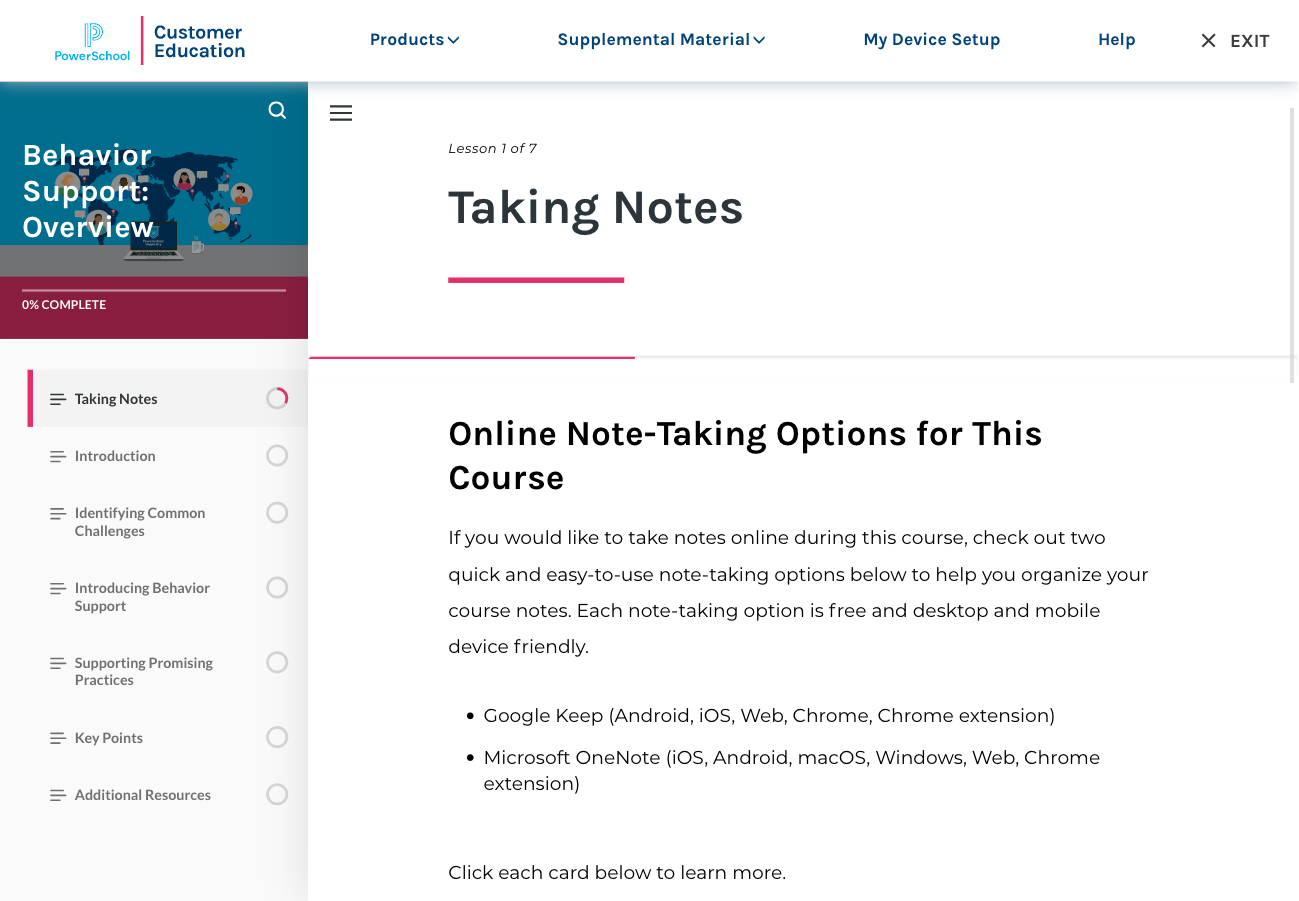 PowerSchool
Customer
Education
Products
Supplemental Material
My Device Setup
Help
EXIT
Behavior
Support:
Overview
0% COMPLETE
Taking Notes
Introduction
Identifying Common
Challenges
Introducing Behavior
Support
Supporting Promising
Practices
Key Points
Additional Resources
Lesson 1 of 7
Taking Notes
Online Note-Taking Options for This
Course
If you would like to take notes online during this course, check out two
quick and easy-to-use note-taking options below to help you organize your
course notes. Each note-taking option is free and desktop and mobile
device friendly.
Google Keep (Android, iOS, Web, Chrome, Chrome extension)
Microsoft OneNote (iOS, Android, macOS, Windows, Web, Chrome
extension)
Click each card below to learn more.